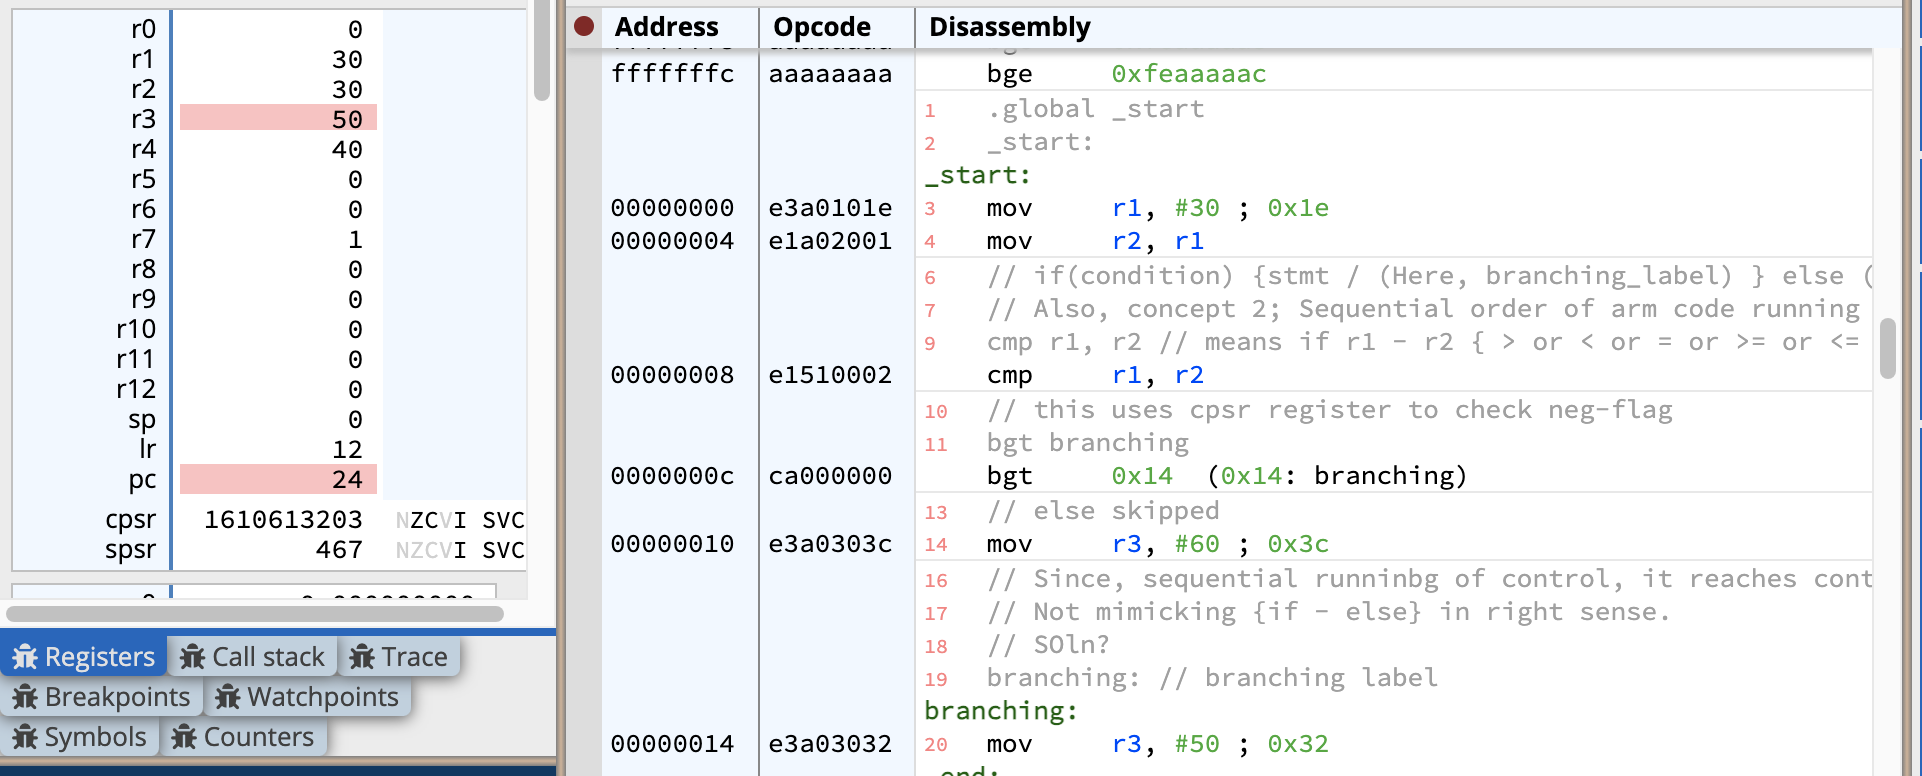 r0 0
r1 30
r2 30
r3 50
r4 40
r5 0
r6 0
r7 1
r8 0
r9 0
r10 0
r11 0
r12 0
sp 0
lr 12
pc 24
cpsr 1610613203 NZCVI SVC
spsr 467 NZCVI SVC
Registers Call stack Trace
Breakpoints Watchpoints
Symbols Counters
Address Opcode Disassembly
fffffffc aaaaaaaa bge 0xfeaaaaac
1 .global _start
2 _start:
_start:
00000000 e3a0101e 3 mov r1, #30 ; 0x1e
00000004 e1a02001 4 mov r2, r1
6 // if(condition) {stmt / (Here, branching_label) } else (
7 // Also, concept 2; Sequential order of arm code running
9 cmp r1, r2 // means if r1 - r2 { > or < or = or >= or <=
00000008 e1510002 cmp r1, r2
10 // this uses cpsr register to check neg-flag
11 bgt branching
0000000c ca000000 bgt 0x14 (0x14: branching)
13 // else skipped
00000010 e3a0303c 14 mov r3, #60 ; 0x3c
16 // Since, sequential runninbg of control, it reaches cont
17 // Not mimicking {if - else} in right sense.
18 // SOln?
19 branching: // branching label
branching:
00000014 e3a03032 20 mov r3, #50 ; 0x32
_end: